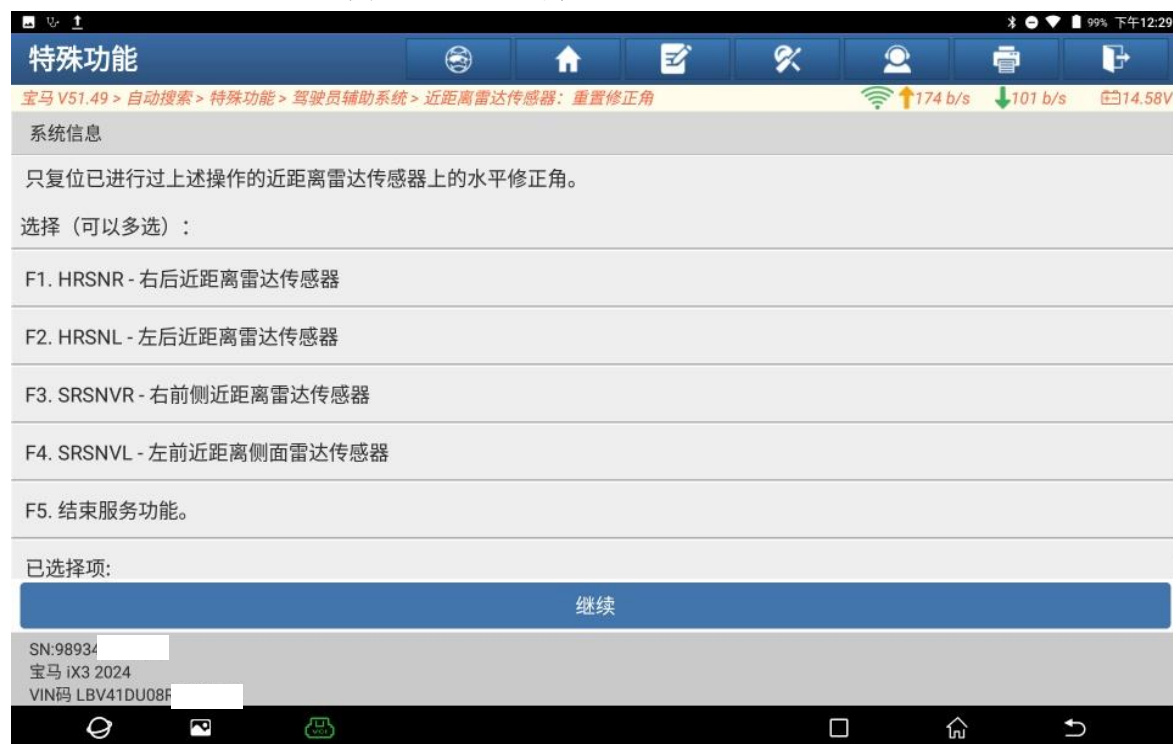 99% 下午12:29
特殊功能
宝马 V51.49 > 自动搜索 > 特殊功能 > 驾驶员辅助系统 > 近距离雷达传感器：重置修正角 174 b/s 101 b/s 14.58V
系统信息
只复位已进行过上述操作的近距离雷达传感器上的水平修正角。
选择（可以多选）：
F1. HRSNR - 右后近距离雷达传感器
F2. HRSNL - 左后近距离雷达传感器
F3. SRSNVR - 右前侧近距离雷达传感器
F4. SRSNVL - 左前近距离侧面雷达传感器
F5. 结束服务功能。
已选择项:
继续
SN:98934
宝马 iX3 2024
VIN码 LBV41DU08R
VCI